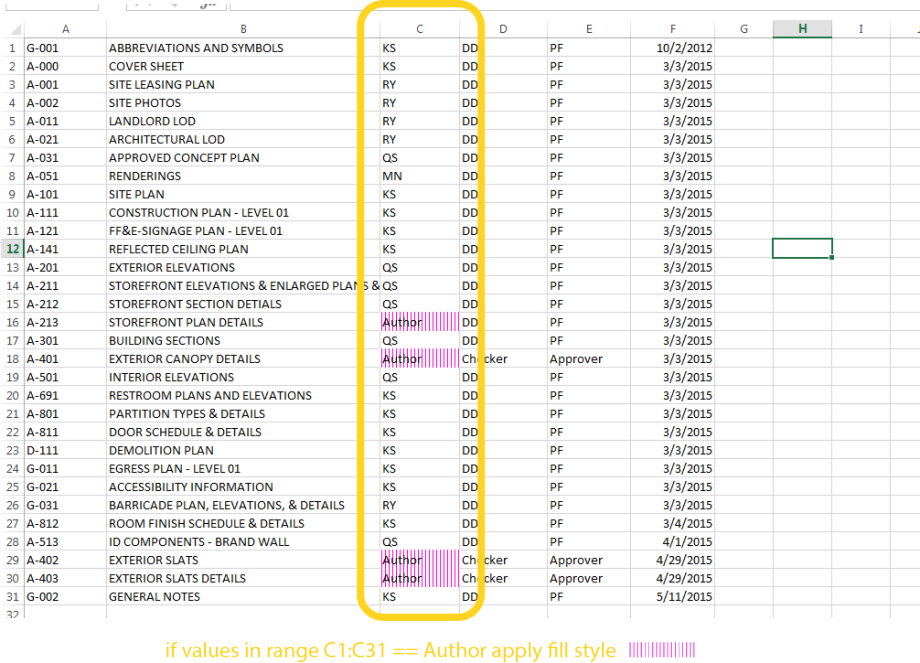 A B C D E F G H I
1 G-001 ABBREVIATIONS AND SYMBOLS KS DD PF 10/2/2012
2 A-000 COVER SHEET KS DD PF 3/3/2015
3 A-001 SITE LEASING PLAN RY DD PF 3/3/2015
4 A-002 SITE PHOTOS RY DD PF 3/3/2015
5 A-011 LANDLORD LOD RY DD PF 3/3/2015
6 A-021 ARCHITECTURAL LOD RY DD PF 3/3/2015
7 A-031 APPROVED CONCEPT PLAN QS DD PF 3/3/2015
8 A-051 RENDERINGS MN DD PF 3/3/2015
9 A-101 SITE PLAN KS DD PF 3/3/2015
10 A-111 CONSTRUCTION PLAN - LEVEL 01 KS DD PF 3/3/2015
11 A-121 FF&E-SIGNAGE PLAN - LEVEL 01 KS DD PF 3/3/2015
12 A-141 REFLECTED CEILING PLAN KS DD PF 3/3/2015
13 A-201 EXTERIOR ELEVATIONS QS DD PF 3/3/2015
14 A-211 STOREFRONT ELEVATIONS & ENLARGED PLANS & QS DD PF 3/3/2015
15 A-212 STOREFRONT SECTION DETIALS QS DD PF 3/3/2015
16 A-213 STOREFRONT PLAN DETAILS Author DD PF 3/3/2015
17 A-301 BUILDING SECTIONS QS DD PF 3/3/2015
18 A-401 EXTERIOR CANOPY DETAILS Author Checker Approver 3/3/2015
19 A-501 INTERIOR ELEVATIONS QS DD PF 3/3/2015
20 A-691 RESTROOM PLANS AND ELEVATIONS KS DD PF 3/3/2015
21 A-801 PARTITION TYPES & DETAILS KS DD PF 3/3/2015
22 A-811 DOOR SCHEDULE & DETAILS KS DD PF 3/3/2015
23 D-111 DEMOLITION PLAN KS DD PF 3/3/2015
24 G-011 EGRESS PLAN - LEVEL 01 KS DD PF 3/3/2015
25 G-021 ACCESSIBILITY INFORMATION KS DD PF 3/3/2015
26 G-031 BARRICADE PLAN, ELEVATIONS, & DETAILS RY DD PF 3/3/2015
27 A-812 ROOM FINISH SCHEDULE & DETAILS KS DD PF 3/4/2015
28 A-513 ID COMPONENTS - BRAND WALL QS DD PF 4/1/2015
29 A-402 EXTERIOR SLATS Author Checker Approver 4/29/2015
30 A-403 EXTERIOR SLATS DETAILS Author Checker Approver 4/29/2015
31 G-002 GENERAL NOTES KS DD PF 5/11/2015
32
if values in range C1:C31 == Author apply fill style